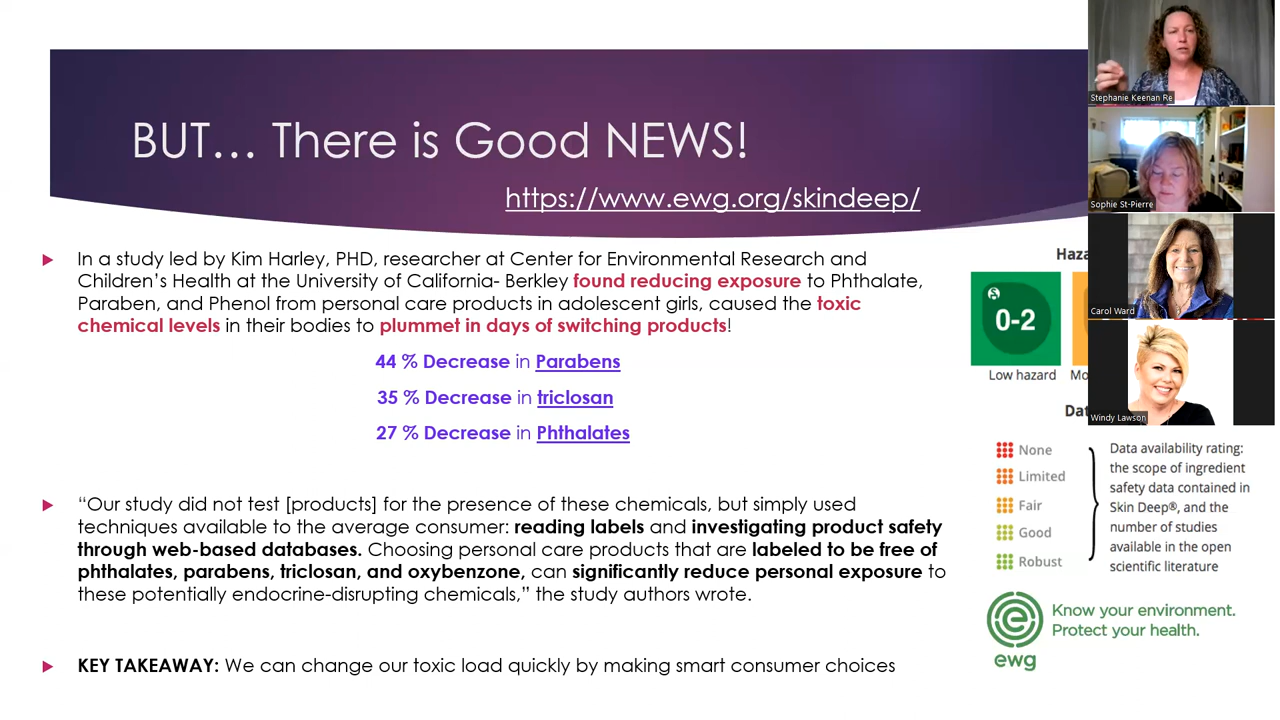 BUT... There is Good NEWS!
https://www.ewg.org/skindeep/
In a study led by Kim Harley, PHD, researcher at Center for Environmental Research and
Children's Health at the University of California- Berkley found reducing exposure to Phthalate,
Paraben, and Phenol from personal care products in adolescent girls, caused the toxic
chemical levels in their bodies to plummet in days of switching products!
44 % Decrease in Parabens
35 % Decrease in triclosan
27 % Decrease in Phthalates
"Our study did not test [products] for the presence of these chemicals, but simply used
techniques available to the average consumer: reading labels and investigating product safety
through web-based databases. Choosing personal care products that are labeled to be free of
phthalates, parabens, triclosan, and oxybenzone, can significantly reduce personal exposure to
these potentially endocrine-disrupting chemicals," the study authors wrote.
KEY TAKEAWAY: We can change our toxic load quickly by making smart consumer choices
0-2
Low hazard
None
Limited
Fair
Good
Robust
Data availability rating:
the scope of ingredient
safety data contained in
Skin Deep®, and the
number of studies
available in the open
scientific literature
ewg
Know your environment.
Protect your health.
Stephanie Keenan Re
Sophie St-Pierre
Carol Ward
Windy Lawson